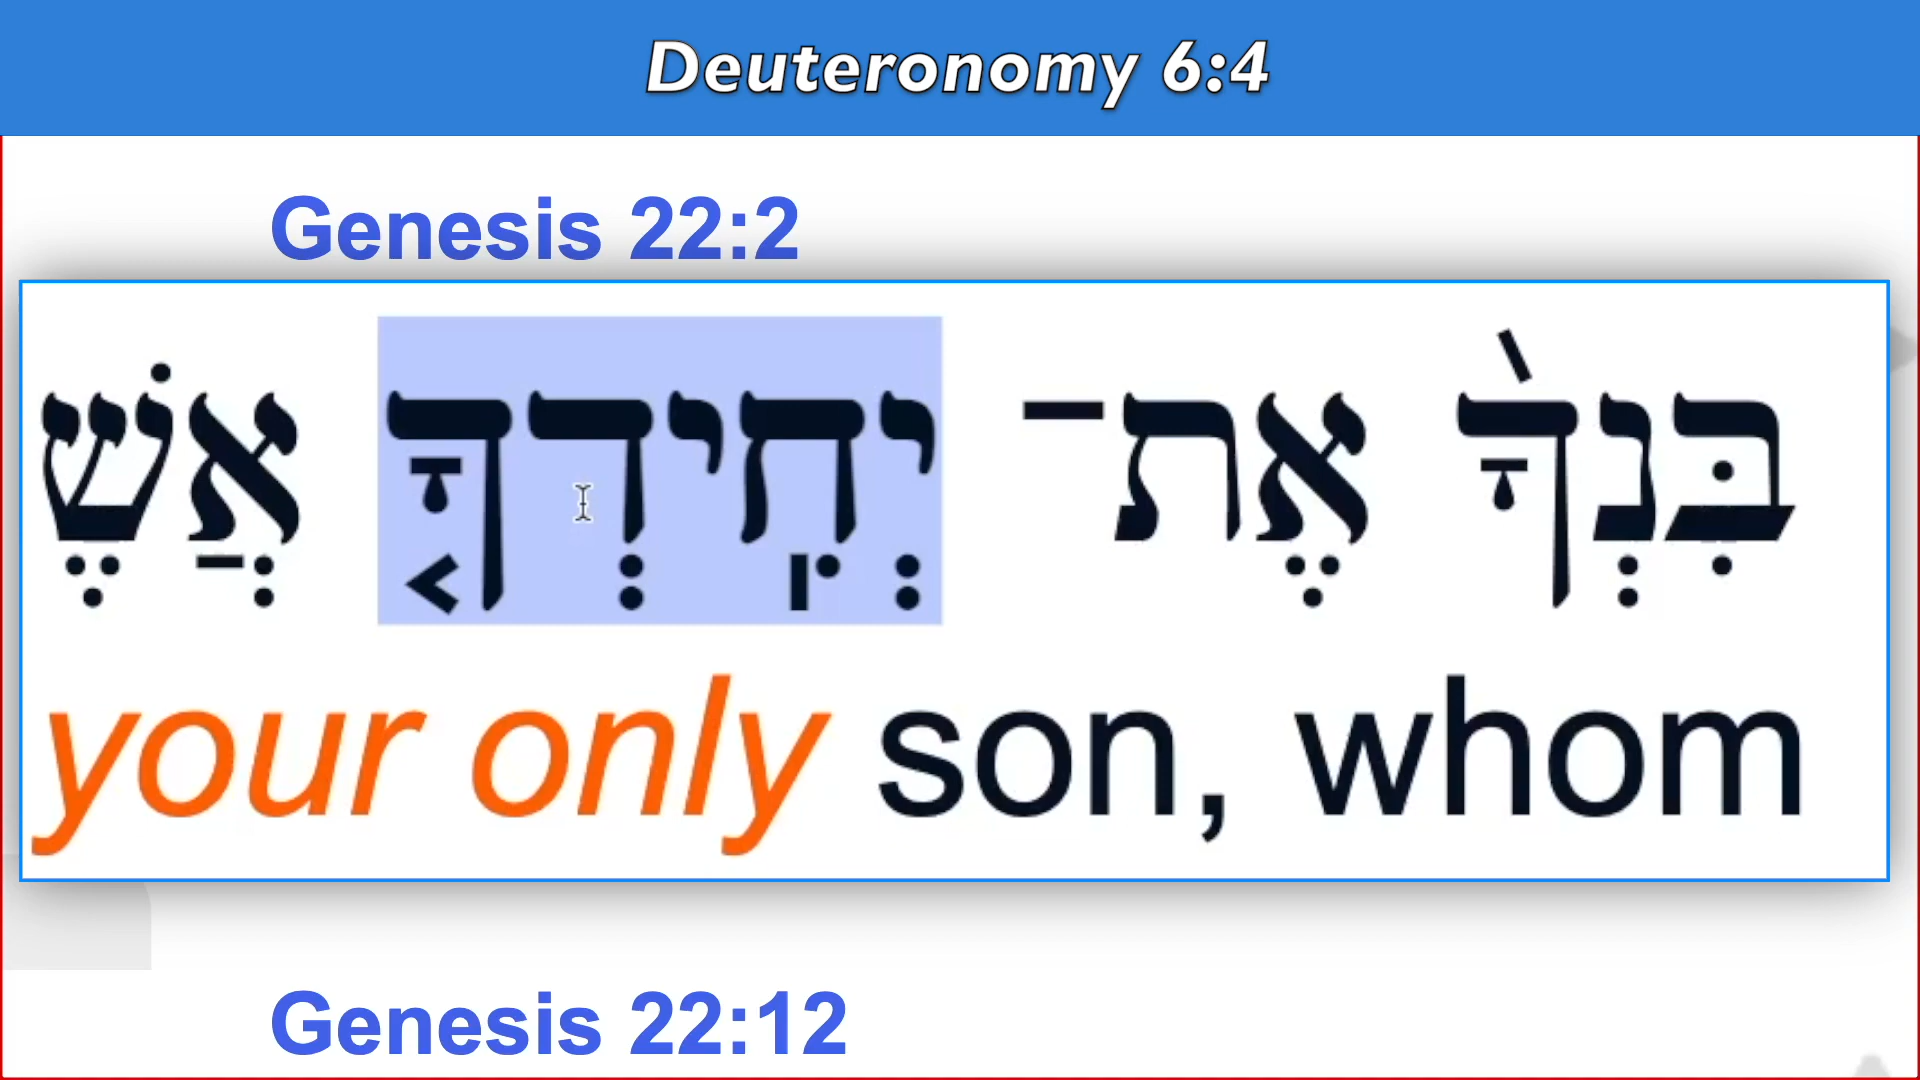 Deuteronomy 6:4
Genesis 22:2
בִּנְךָ֨ אֶת־ יְחִֽידְךָ֤ אֲשֶׁ
your only son, whom
Genesis 22:12